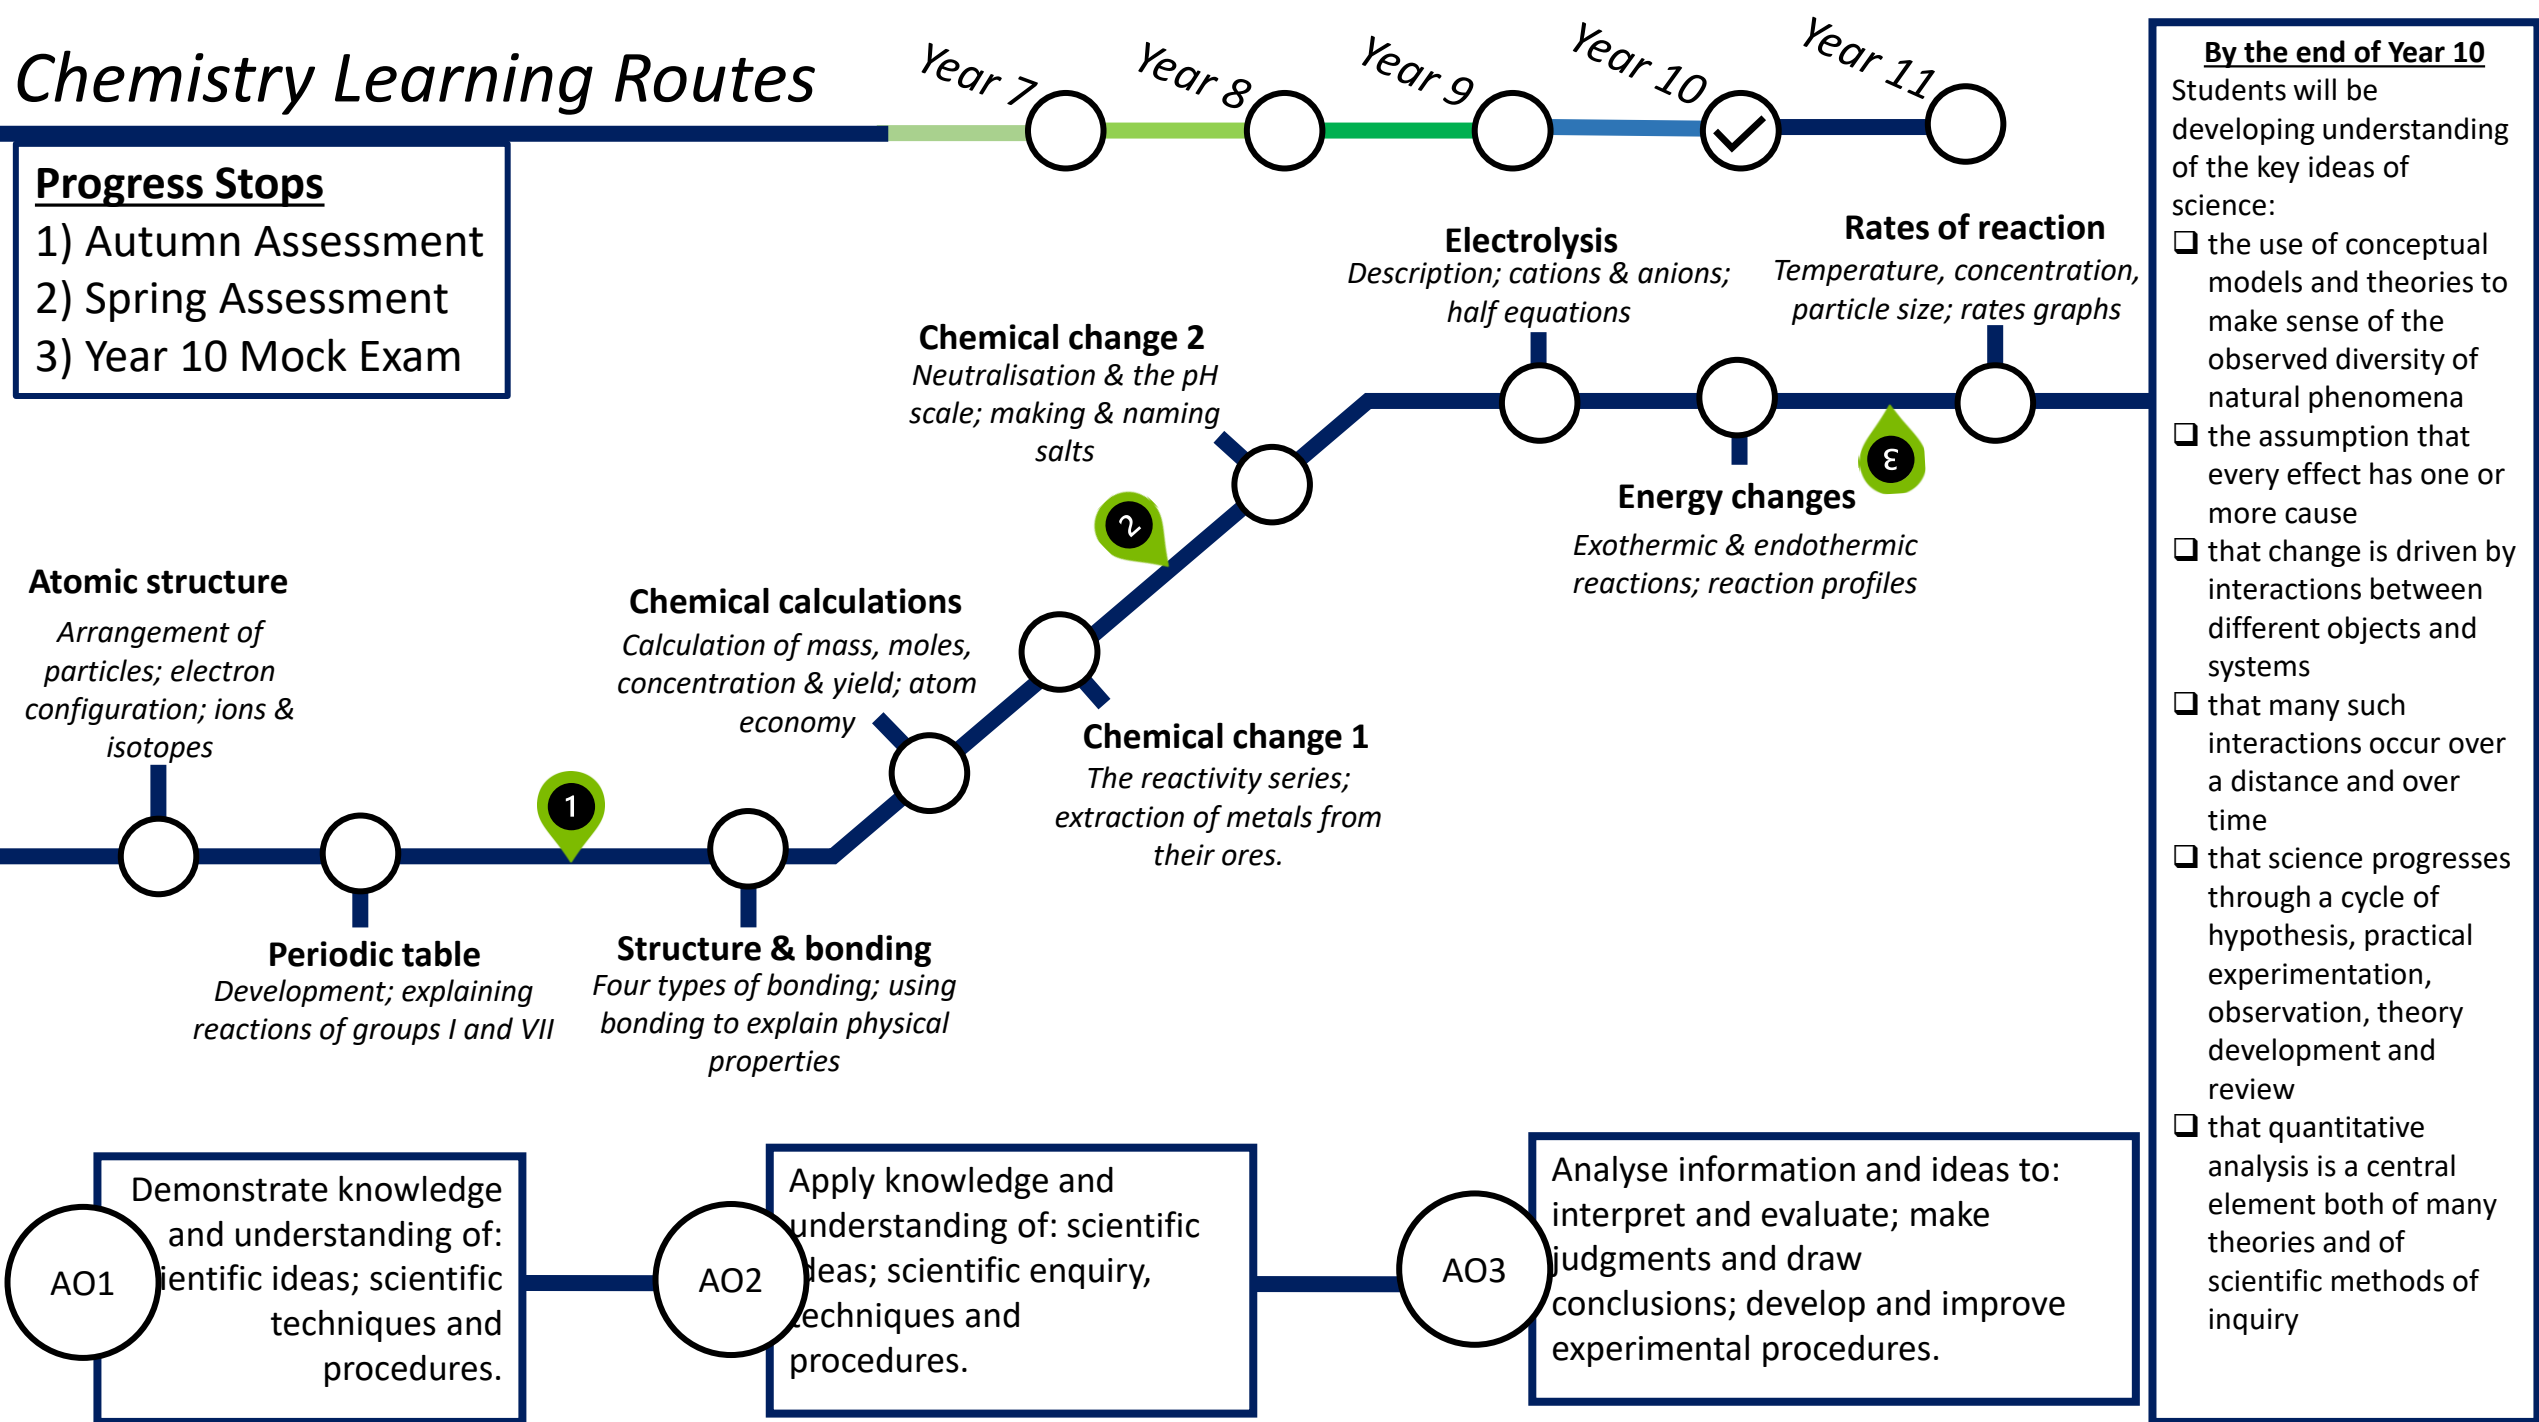 Chemistry Learning Routes
Year 7
Year 8
Year 9
Year 10
Year 11
Progress Stops
1) Autumn Assessment
2) Spring Assessment
3) Year 10 Mock Exam
Electrolysis
Description; cations & anions;
half equations
Rates of reaction
Temperature, concentration,
particle size; rates graphs
Chemical change 2
Neutralisation & the pH
scale; making & naming
salts
3
Energy changes
Exothermic & endothermic
reactions; reaction profiles
2
Atomic structure
Arrangement of
particles; electron
configuration; ions &
isotopes
Chemical calculations
Calculation of mass, moles,
concentration & yield; atom
economy
Chemical change 1
The reactivity series;
extraction of metals from
their ores.
1
Periodic table
Development; explaining
reactions of groups I and VII
Structure & bonding
Four types of bonding; using
bonding to explain physical
properties
AO1
Demonstrate knowledge
and understanding of:
ientific ideas; scientific
techniques and
procedures.
AO2
Apply knowledge and
understanding of: scientific
deas; scientific enquiry,
techniques and
procedures.
AO3
Analyse information and ideas to:
interpret and evaluate; make
judgments and draw
conclusions; develop and improve
experimental procedures.
By the end of Year 10
Students will be
developing understanding
of the key ideas of
science:
❑ the use of conceptual
models and theories to
make sense of the
observed diversity of
natural phenomena
❑ the assumption that
every effect has one or
more cause
❑ that change is driven by
interactions between
different objects and
systems
❑ that many such
interactions occur over
a distance and over
time
❑ that science progresses
through a cycle of
hypothesis, practical
experimentation,
observation, theory
development and
review
❑ that quantitative
analysis is a central
element both of many
theories and of
scientific methods of
inquiry